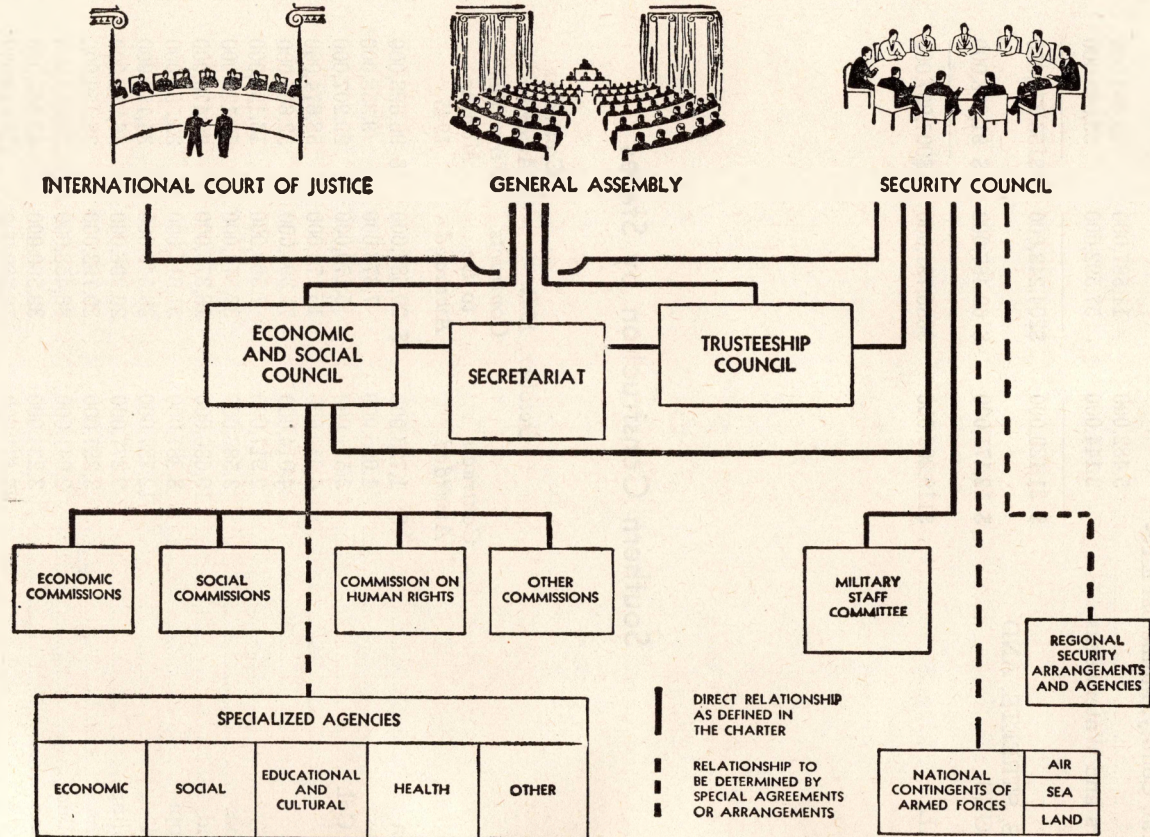 INTERNATIONAL COURT OF JUSTICE
GENERAL ASSEMBLY
SECURITY COUNCIL
ECONOMIC
AND SOCIAL
COUNCIL
SECRETARIAT
TRUSTEESHIP
COUNCIL
ECONOMIC
COMMISSIONS
SOCIAL
COMMISSIONS
COMMISSION ON
HUMAN RIGHTS
OTHER
COMMISSIONS
MILITARY
STAFF
COMMITTEE
REGIONAL
SECURITY
ARRANGEMENTS
AND AGENCIES
SPECIALIZED AGENCIES
ECONOMIC
SOCIAL
EDUCATIONAL
AND
CULTURAL
HEALTH
OTHER
DIRECT RELATIONSHIP
AS DEFINED IN
THE CHARTER
RELATIONSHIP TO
BE DETERMINED BY
SPECIAL AGREEMENTS
OR ARRANGEMENTS
NATIONAL
CONTINGENTS OF
ARMED FORCES
AIR
SEA
LAND
Southern Construction